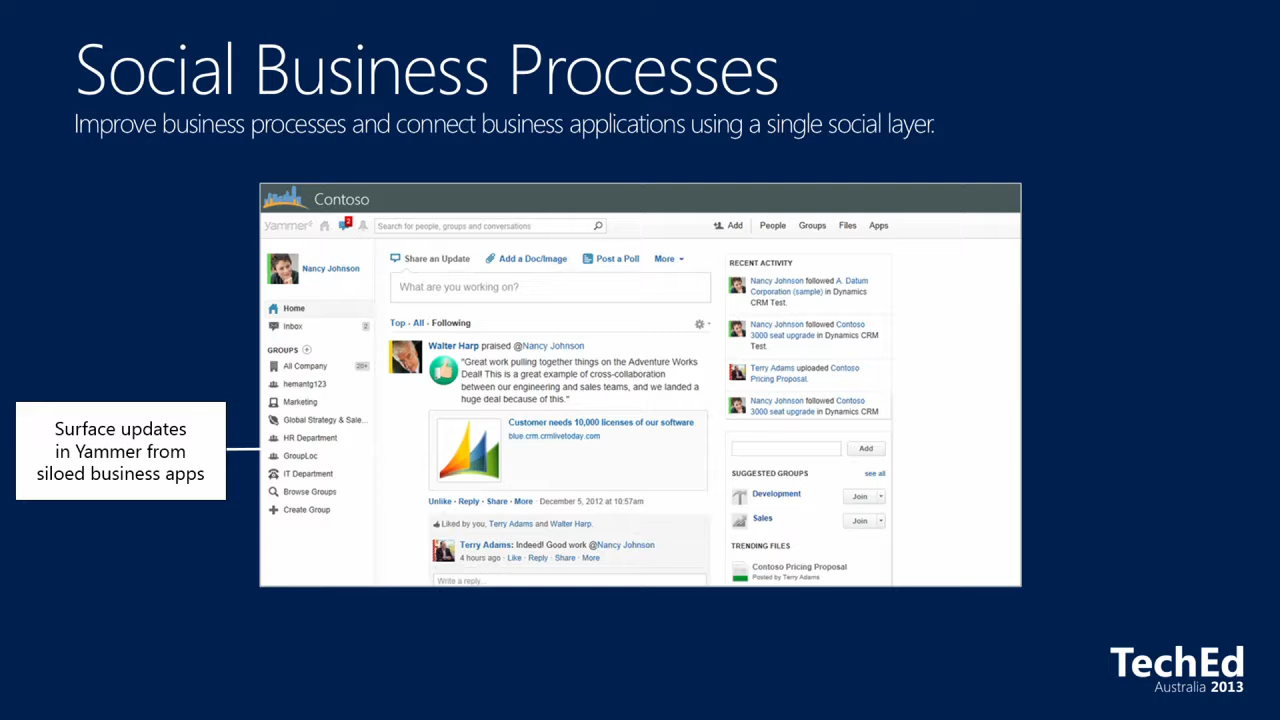 Social Business Processes
Improve business processes and connect business applications using a single social layer.
Contoso
yammer
2
Search for people, groups and conversations
Add
People
Groups
Files
Apps
Nancy Johnson
Home
Inbox
2
GROUPS
All Company
20+
hemantg123
Marketing
Global Strategy & Sale...
HR Department
GroupLoc
IT Department
Browse Groups
Create Group
Surface updates
in Yammer from
siloed business apps
Share an Update
Add a Doc/Image
Post a Poll
More
What are you working on?
Top · All · Following
Walter Harp praised @Nancy Johnson
"Great work pulling together things on the Adventure Works
Deal! This is a great example of cross-collaboration
between our engineering and sales teams, and we landed a
huge deal because of this."
Customer needs 10,000 licenses of our software
blue.crm.crmlivetoday.com
Unlike · Reply · Share · More · December 5, 2012 at 10:57am
Liked by you, Terry Adams and Walter Harp.
Terry Adams: Indeed! Good work @Nancy Johnson
4 hours ago · Like · Reply · Share · More
Write a reply...
RECENT ACTIVITY
Nancy Johnson followed A. Datum
Corporation (sample) in Dynamics
CRM Test.
Nancy Johnson followed Contoso
3000 seat upgrade in Dynamics CRM
Test.
Terry Adams uploaded Contoso
Pricing Proposal.
Nancy Johnson followed Contoso
3000 seat upgrade in Dynamics CRM
Add
SUGGESTED GROUPS
see all
Development
Join
Sales
Join
TRENDING FILES
Contoso Pricing Proposal
Posted by Terry Adams
TechEd
Australia 2013